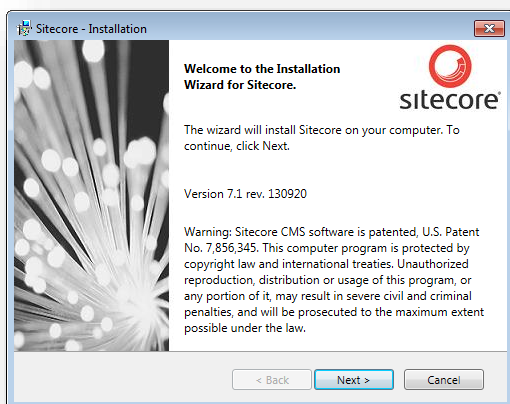 Sitecore - Installation
Welcome to the Installation
Wizard for Sitecore.
sitecore
The wizard will install Sitecore on your computer. To
continue, click Next.
Version 7.1 rev. 130920
Warning: Sitecore CMS software is patented, U.S. Patent
No. 7,856,345. This computer program is protected by
copyright law and international treaties. Unauthorized
reproduction, distribution or usage of this program, or
any portion of it, may result in severe civil and criminal
penalties, and will be prosecuted to the maximum extent
possible under the law.
< Back Next > Cancel